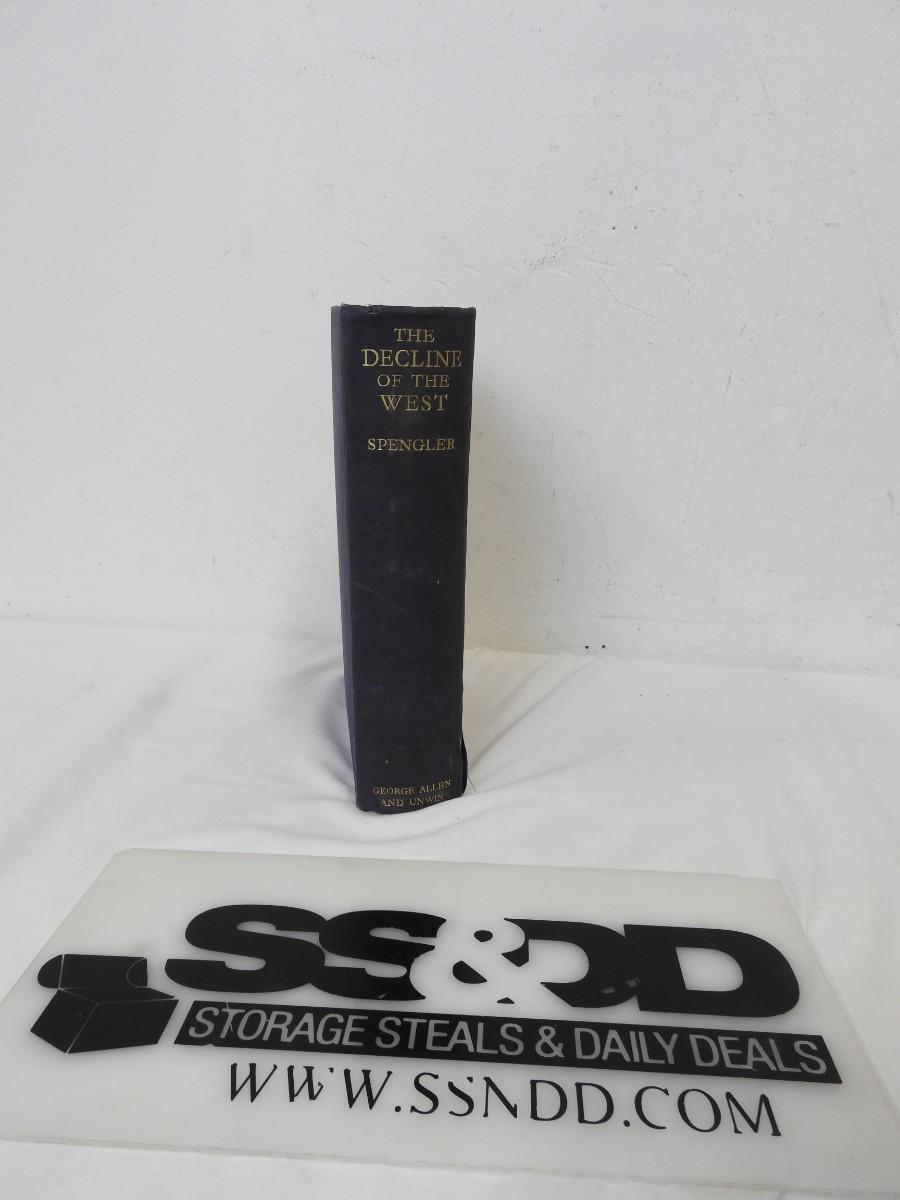 THE
DECLINE
OF THE
WEST
SPENGLER
GEORGE ALLEN
AND UNWIN
SS&DD
STORAGE STEALS & DAILY DEALS
WWW.SSNDD.COM